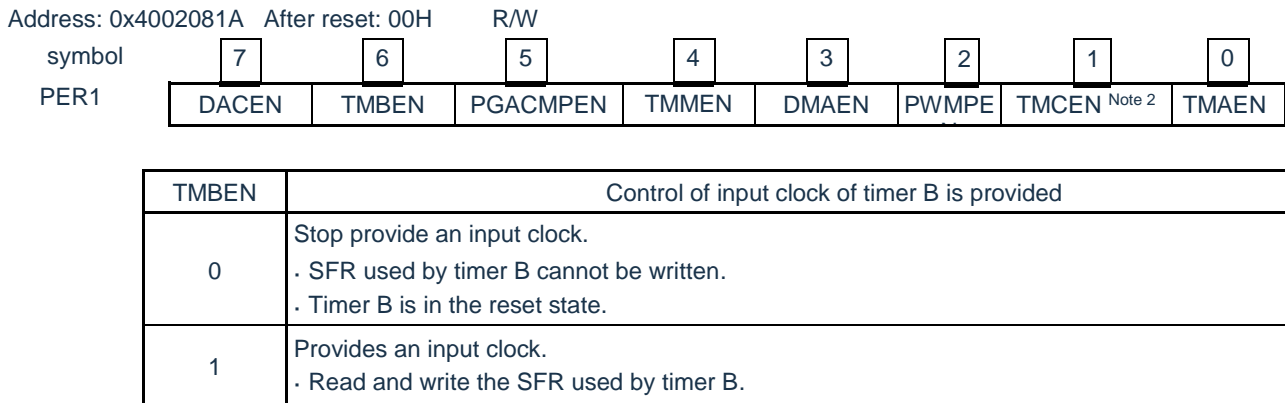 Address: 0x4002081A After reset: 00H R/W
symbol 7 6 5 4 3 2 1 0
PER1 DACEN TMBEN PGACMPEN TMMEN DMAEN PWMPE TMCEN Note 2 TMAEN
TMBEN Control of input clock of timer B is provided
Stop provide an input clock.
0 · SFR used by timer B cannot be written.
· Timer B is in the reset state.
Provides an input clock.
1 · Read and write the SFR used by timer B.